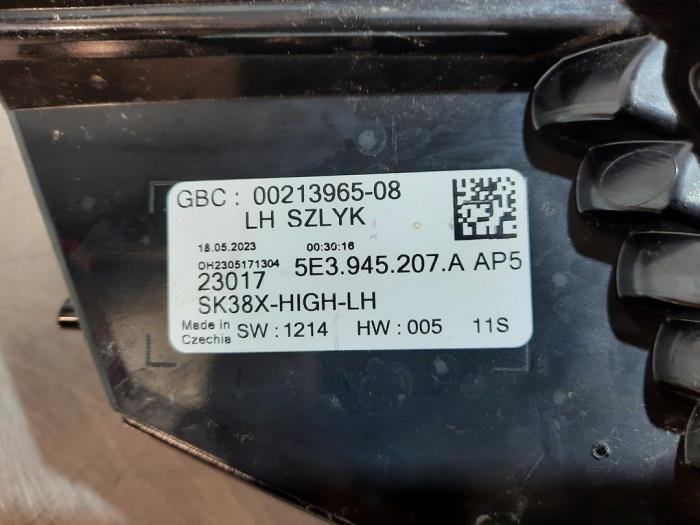 GBC : 00213965-08
LH SZLYK
18.05.2023 00:30:16
OH2305171304
23017 5E3.945.207.A AP5
SK38X-HIGH-LH
Made in Czechia SW : 1214 HW : 005 11S